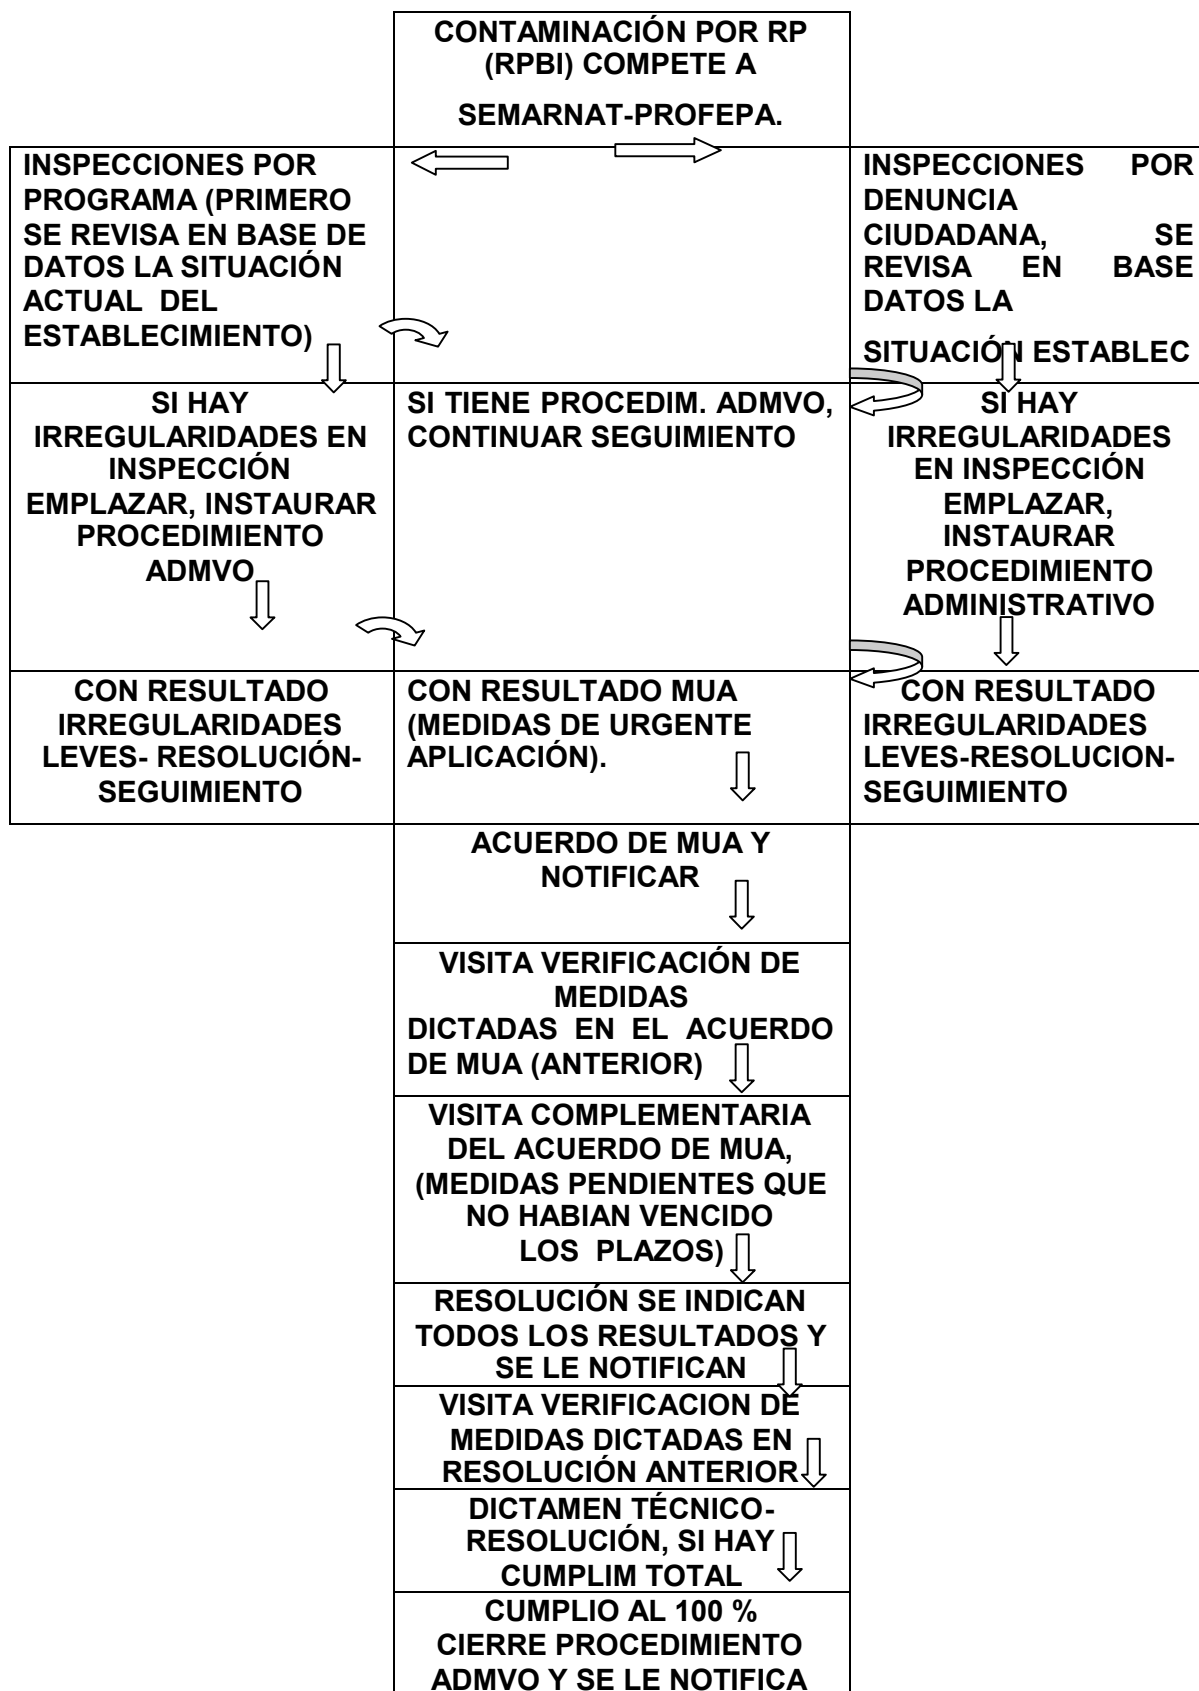 CONTAMINACIÓN POR RP
(RPBI) COMPETE A
SEMARNAT-PROFEPA.
INSPECCIONES POR
PROGRAMA (PRIMERO
SE REVISA EN BASE DE
DATOS LA SITUACIÓN
ACTUAL DEL
ESTABLECIMIENTO)
INSPECCIONES POR
DENUNCIA
CIUDADANA, SE
REVISA EN BASE
DATOS LA
SITUACIÓN ESTABLEC
SI HAY
IRREGULARIDADES EN
INSPECCIÓN
EMPLAZAR, INSTAURAR
PROCEDIMIENTO
ADMVO
SI TIENE PROCEDIM. ADMVO,
CONTINUAR SEGUIMIENTO
SI HAY
IRREGULARIDADES
EN INSPECCIÓN
EMPLAZAR,
INSTAURAR
PROCEDIMIENTO
ADMINISTRATIVO
CON RESULTADO
IRREGULARIDADES
LEVES- RESOLUCIÓN-
SEGUIMIENTO
CON RESULTADO MUA
(MEDIDAS DE URGENTE
APLICACIÓN).
CON RESULTADO
IRREGULARIDADES
LEVES-RESOLUCION-
SEGUIMIENTO
ACUERDO DE MUA Y
NOTIFICAR
VISITA VERIFICACIÓN DE
MEDIDAS
DICTADAS EN EL ACUERDO
DE MUA (ANTERIOR)
VISITA COMPLEMENTARIA
DEL ACUERDO DE MUA,
(MEDIDAS PENDIENTES QUE
NO HABIAN VENCIDO
LOS PLAZOS)
RESOLUCIÓN SE INDICAN
TODOS LOS RESULTADOS Y
SE LE NOTIFICAN
VISITA VERIFICACION DE
MEDIDAS DICTADAS EN
RESOLUCIÓN ANTERIOR
DICTAMEN TÉCNICO-
RESOLUCIÓN, SI HAY
CUMPLIM TOTAL
CUMPLIO AL 100 %
CIERRE PROCEDIMIENTO
ADMVO Y SE LE NOTIFICA